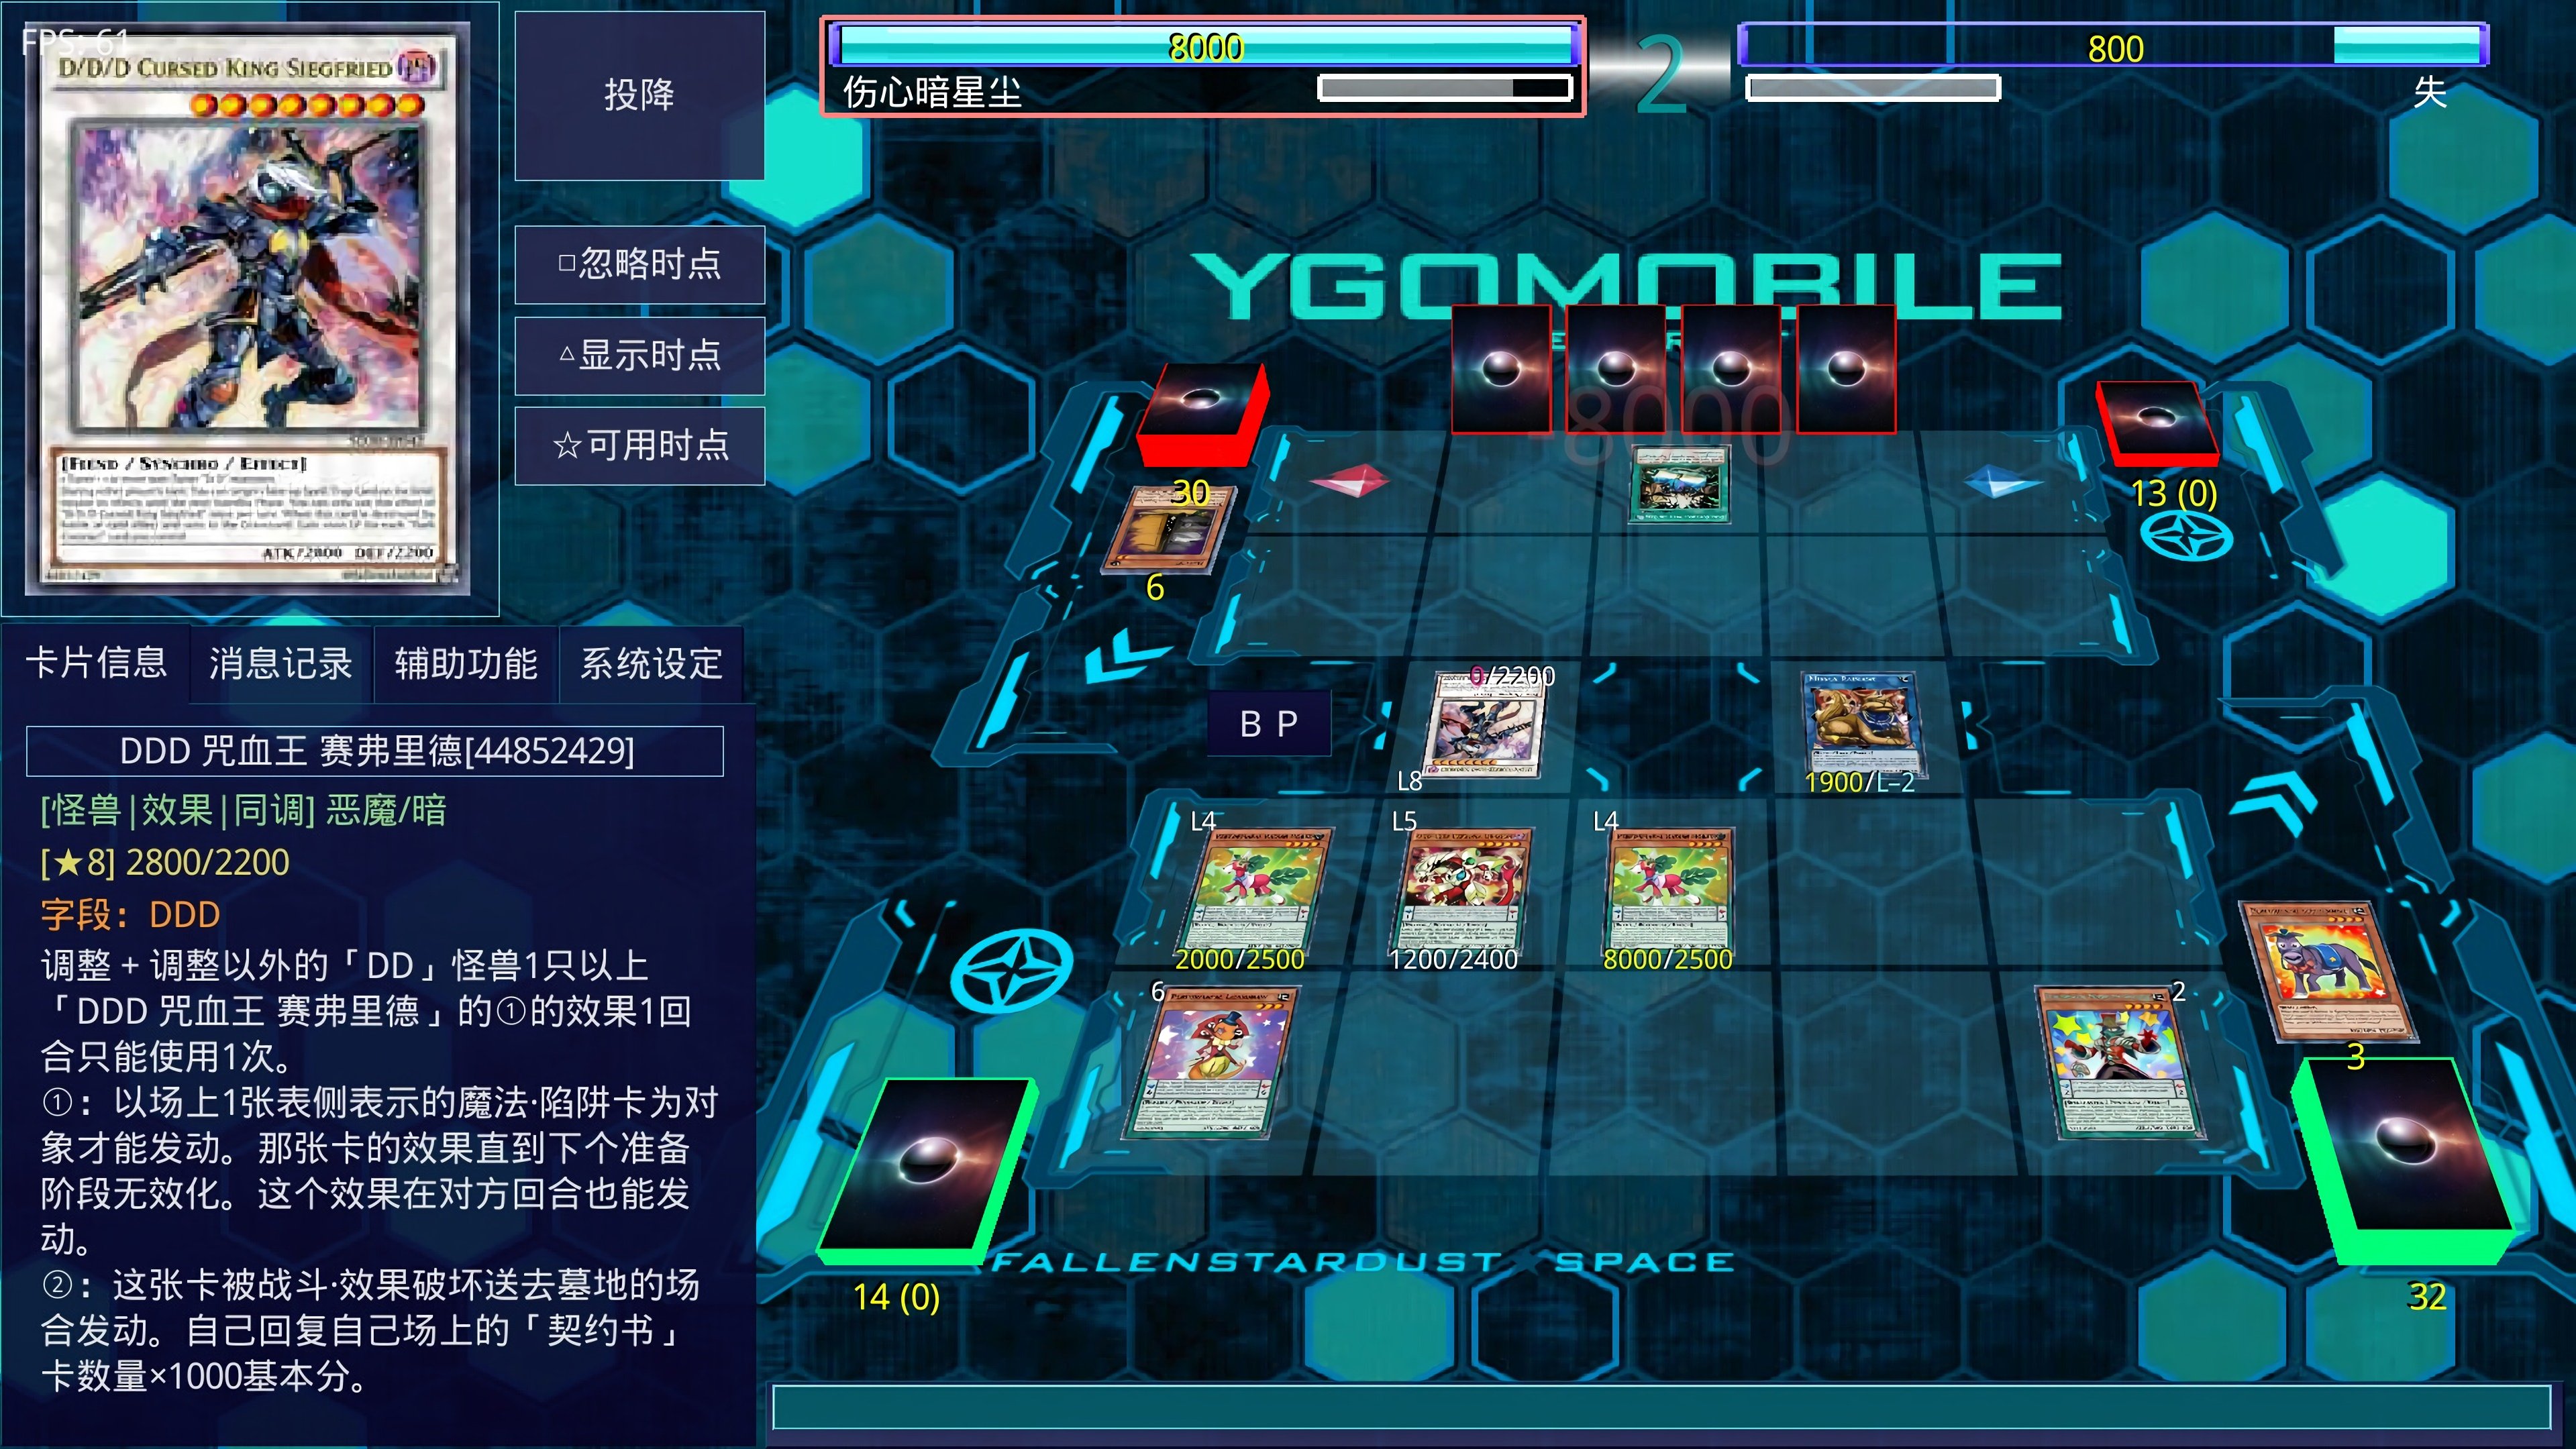 FPS: 61
D/D/D CURSED KING SIEGFRIED
[FIEND / SYNCHRO / EFFECT]
ATK/2800 DEF/2200
投降
□忽略时点
△显示时点
☆可用时点
8000
伤心暗星尘
2
800
失
YGOMOBILE
-8000
30
13 (0)
6
卡片信息
消息记录
辅助功能
系统设定
DDD 咒血王 赛弗里德[44852429]
[怪兽|效果|同调] 恶魔/暗
[★8] 2800/2200
字段：DDD
调整＋调整以外的「DD」怪兽1只以上
「DDD 咒血王 赛弗里德」的①的效果1回
合只能使用1次。
①：以场上1张表侧表示的魔法·陷阱卡为对
象才能发动。那张卡的效果直到下个准备
阶段无效化。这个效果在对方回合也能发
动。
②：这张卡被战斗·效果破坏送去墓地的场
合发动。自己回复自己场上的「契约书」
卡数量×1000基本分。
BP
0/2200
L8
1900/L-2
L4
L5
L4
2000/2500
1200/2400
8000/2500
6
2
3
14 (0)
32
FALLENSTARDUST SPACE